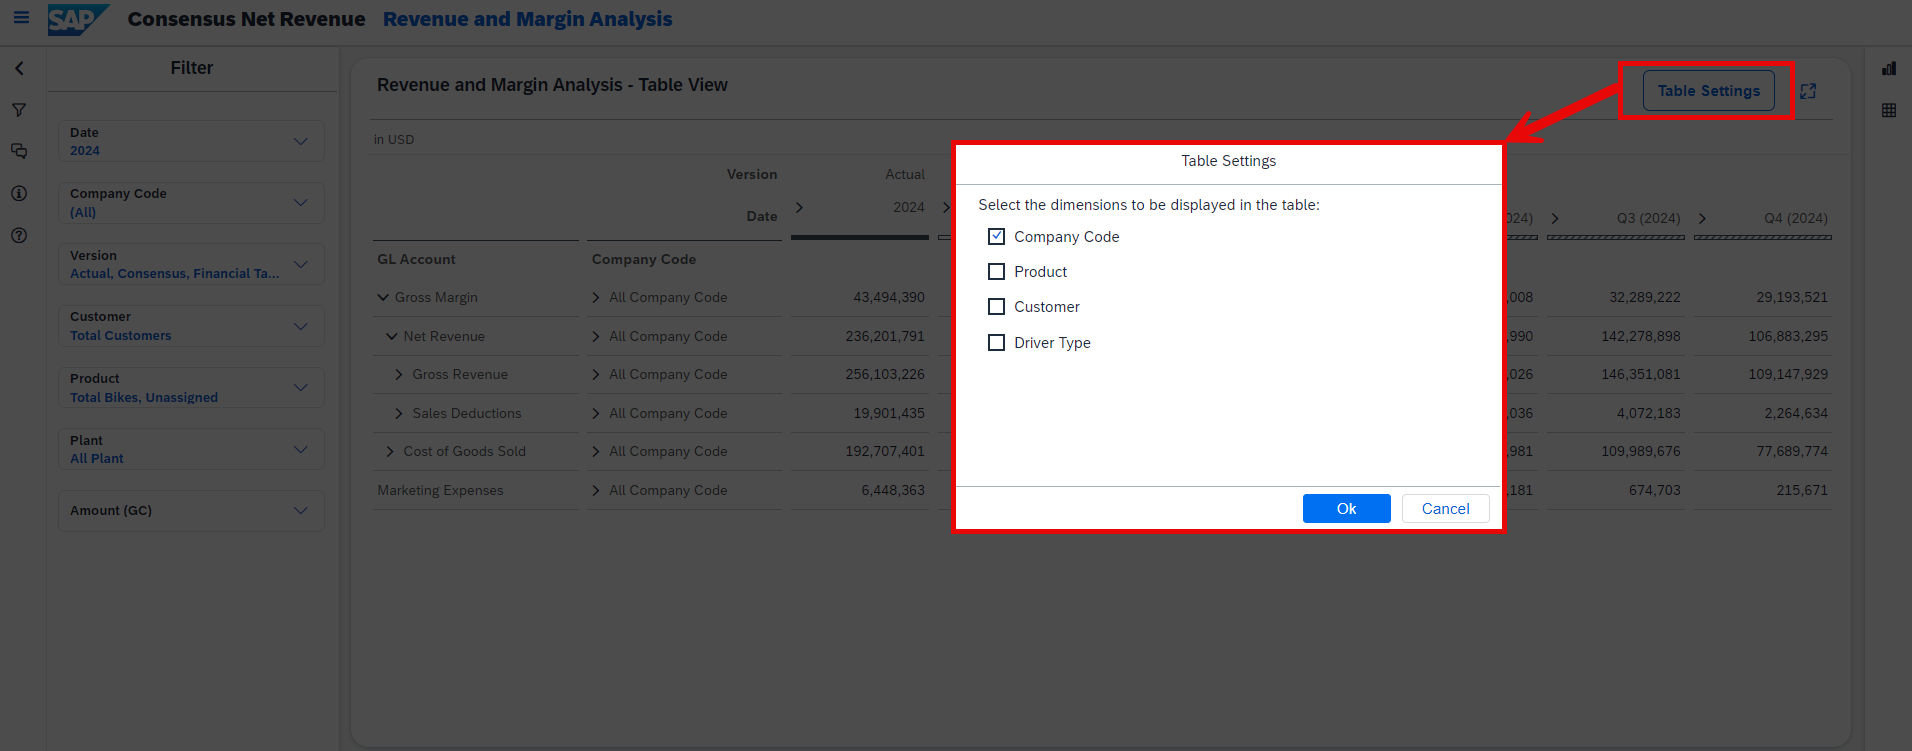 SAP Consensus Net Revenue Revenue and Margin Analysis
Filter
Date
2024
Company Code
(All)
Version
Actual, Consensus, Financial Ta...
Customer
Total Customers
Product
Total Bikes, Unassigned
Plant
All Plant
Amount (GC)
Revenue and Margin Analysis - Table View
Table Settings
in USD
Version Actual
Date 2024 024) Q3 (2024) Q4 (2024)
GL Account Company Code
Gross Margin All Company Code 43,494,390 ,008 32,289,222 29,193,521
Net Revenue All Company Code 236,201,791 ,990 142,278,898 106,883,295
Gross Revenue All Company Code 256,103,226 ,026 146,351,081 109,147,929
Sales Deductions All Company Code 19,901,435 ,036 4,072,183 2,264,634
Cost of Goods Sold All Company Code 192,707,401 ,981 109,989,676 77,689,774
Marketing Expenses All Company Code 6,448,363 ,181 674,703 215,671
Table Settings
Select the dimensions to be displayed in the table:
Company Code
Product
Customer
Driver Type
Ok Cancel